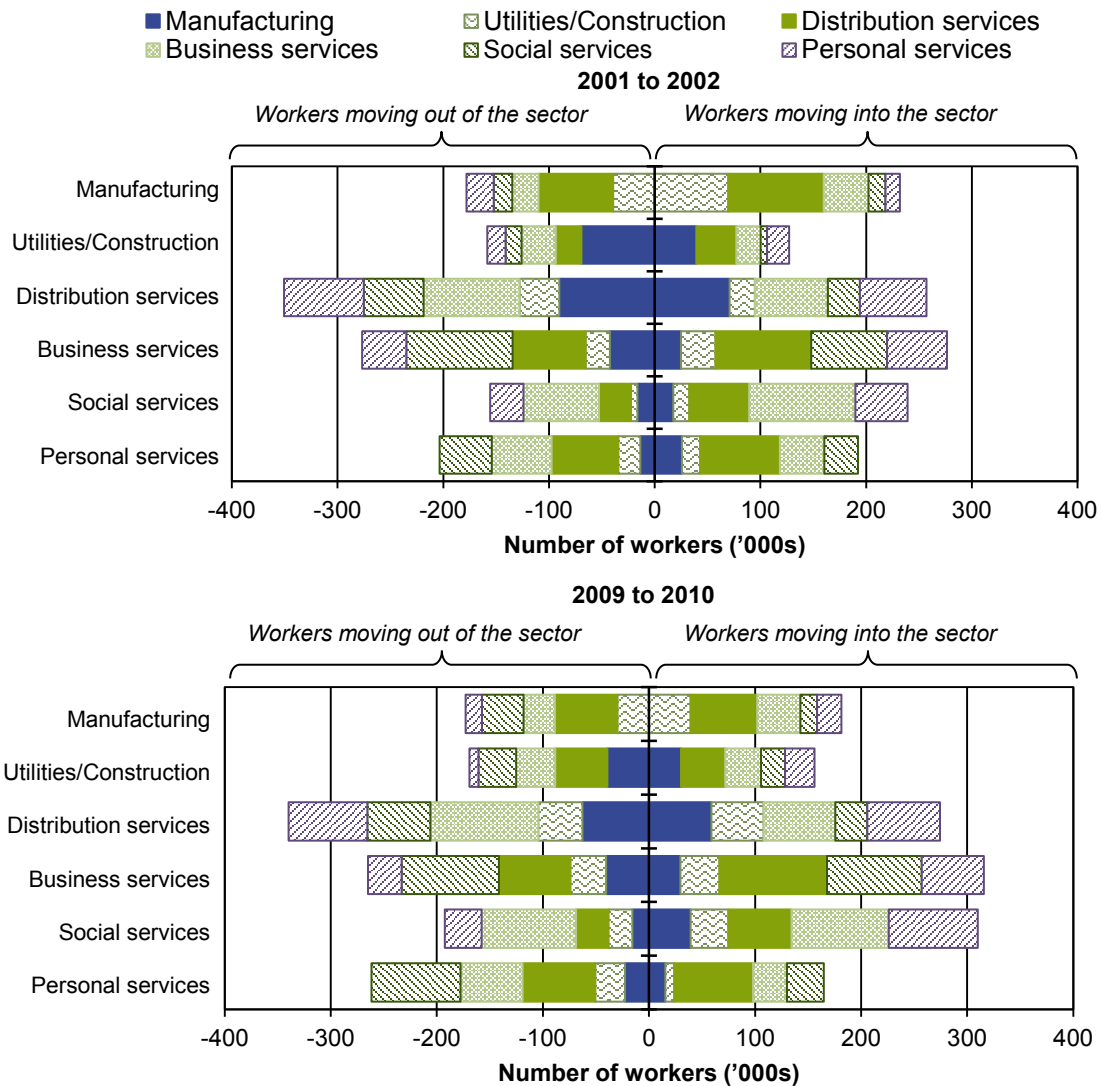 Manufacturing Utilities/Construction Distribution services
Business services Social services Personal services
2001 to 2002
Workers moving out of the sector Workers moving into the sector
Manufacturing
Utilities/Construction
Distribution services
Business services
Social services
Personal services
-400 -300 -200 -100 0 100 200 300 400
Number of workers ('000s)
2009 to 2010
Workers moving out of the sector Workers moving into the sector
Manufacturing
Utilities/Construction
Distribution services
Business services
Social services
Personal services
-400 -300 -200 -100 0 100 200 300 400
Number of workers ('000s)